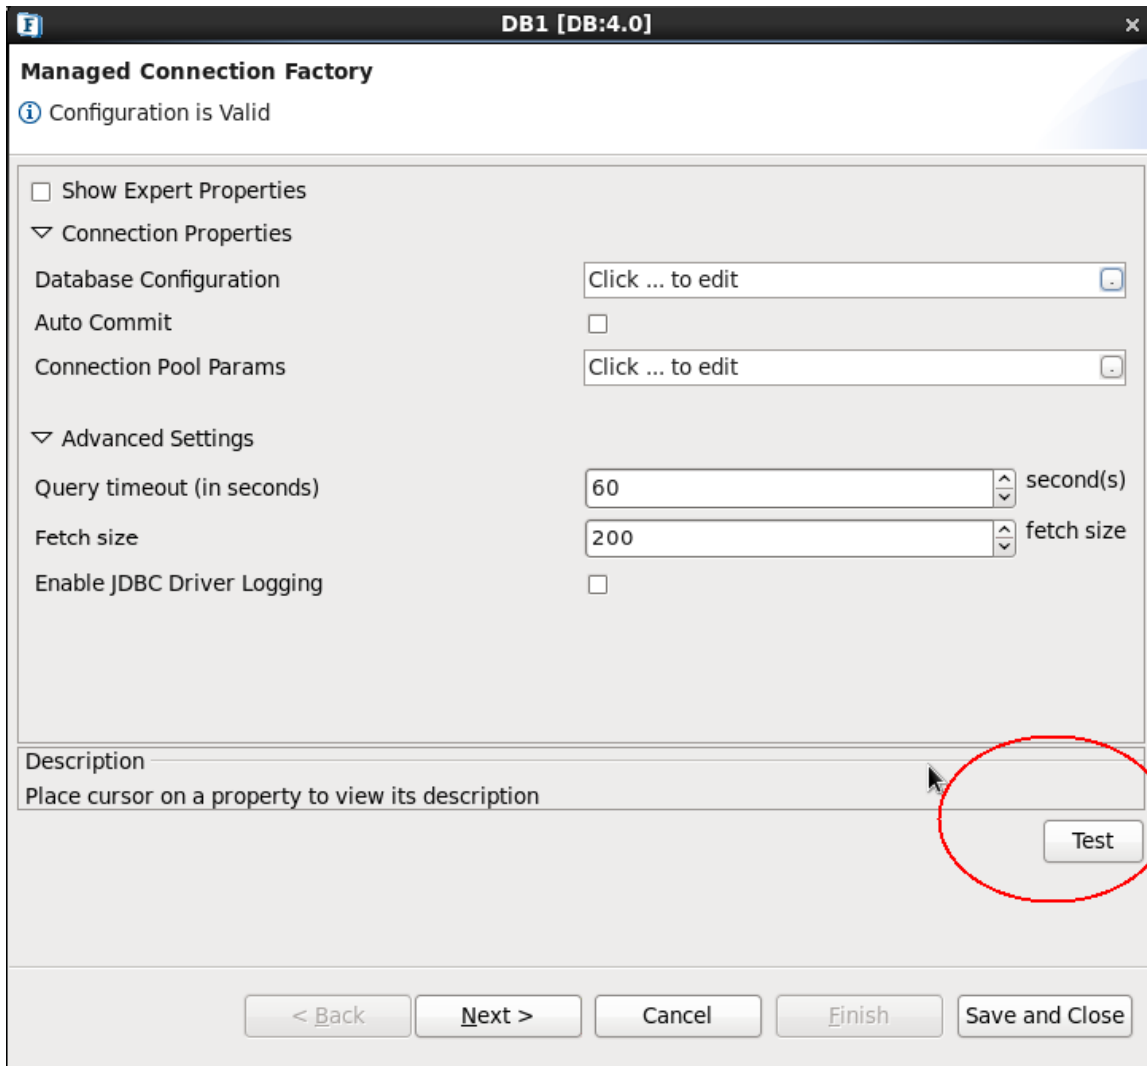 DB1 [DB:4.0]
Managed Connection Factory
Configuration is Valid
Show Expert Properties
Connection Properties
Database Configuration Click ... to edit .
Auto Commit
Connection Pool Params Click ... to edit .
Advanced Settings
Query timeout (in seconds) 60 second(s)
Fetch size 200 fetch size
Enable JDBC Driver Logging
Description
Place cursor on a property to view its description
Test
< Back Next > Cancel Finish Save and Close